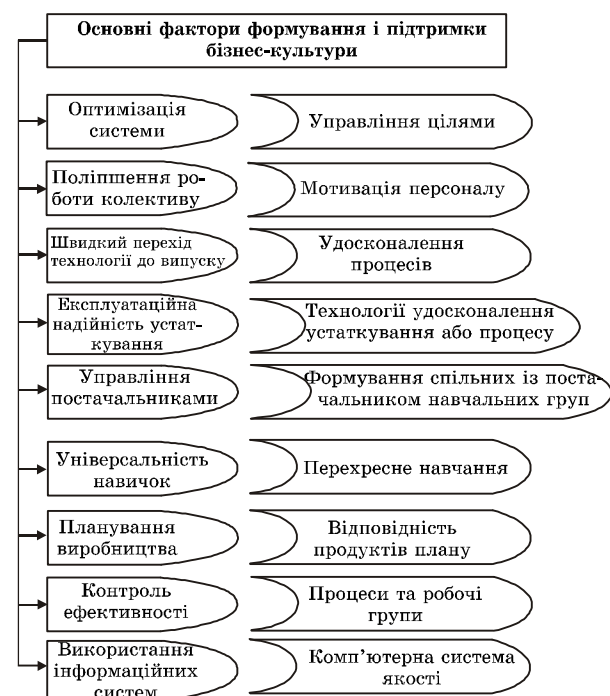 Основні фактори формування і підтримки
бізнес-культури
Оптимізація
системи
Управління цілями
Поліпшення ро-
боти колективу
Мотивація персоналу
Швидкий перехід
технології до випуску
Удосконалення
процесів
Експлуатаційна
надійність устат-
кування
Технології удосконалення
устаткування або процесу
Управління
постачальниками
Формування спільних із поста-
чальником навчальних груп
Універсальність
навичок
Перехресне навчання
Планування
виробництва
Відповідність
продуктів плану
Контроль
ефективності
Процеси та робочі
групи
Використання
інформаційних
систем
Комп’ютерна система
якості